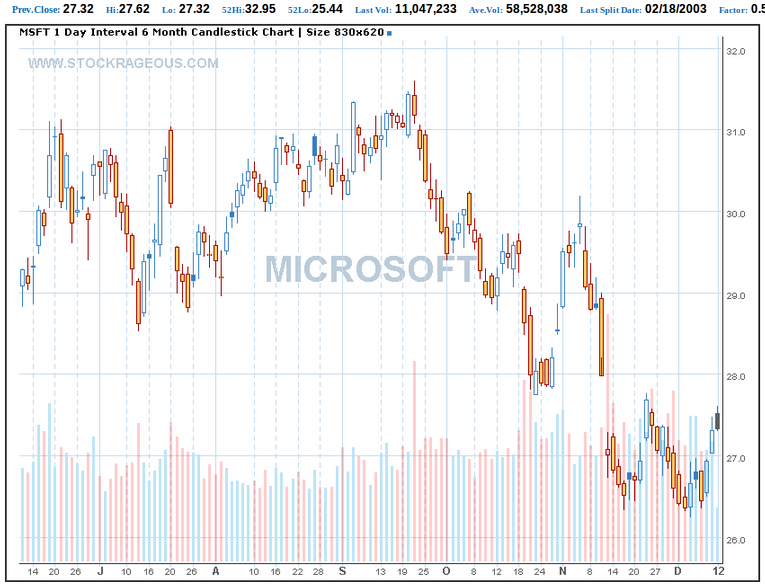 Prev.Close: 27.32 Hi:27.62 Lo: 27.32 52Hi:32.95 52Lo:25.44 Last Vol: 11,047,233 Ave.Vol: 58,528,038 Last Split Date: 02/18/2003 Factor: 0.5
MSFT 1 Day Interval 6 Month Candlestick Chart | Size 830x620
WWW.STOCKRAGEOUS.COM
32.0
31.0
30.0
MICROSOFT
29.0
28.0
27.0
26.0
14 20 26 J 10 16 20 26 A 10 16 22 28 S 13 19 25 O 8 12 18 24 N 8 14 20 27 D 12